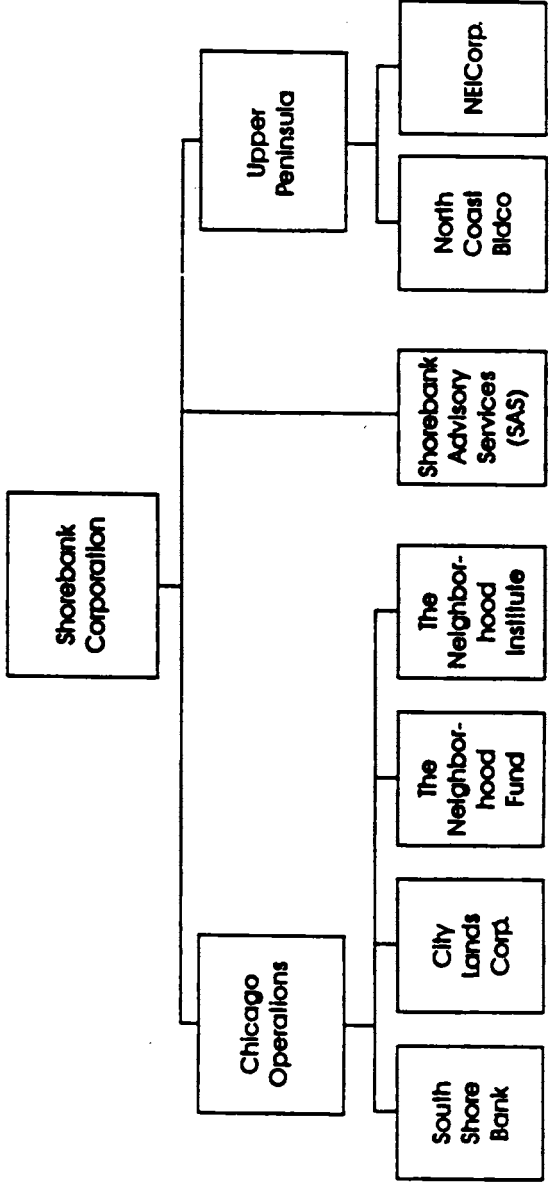 Shorebank
Corporation
Chicago
Operations
Upper
Peninsula
South
Shore
Bank
City
Lands
Corp.
The
Neighbor-
hood
Fund
The
Neighbor-
hood
Institute
Shorebank
Advisory
Services
(SAS)
North
Coast
Bidco
NEICorp.